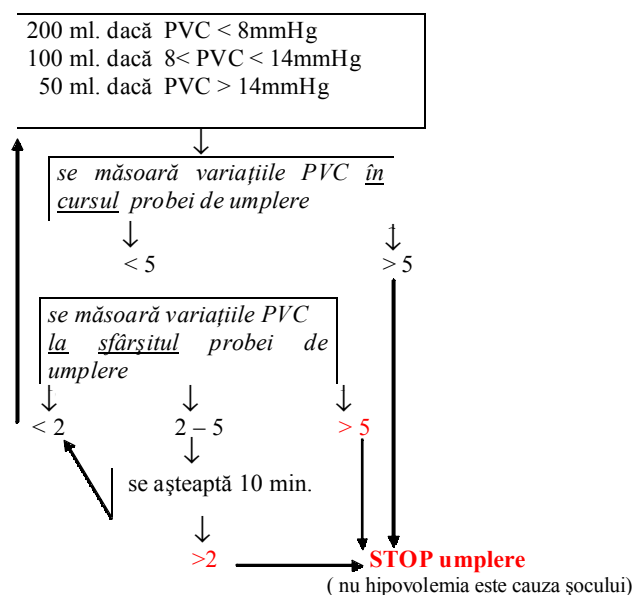 200 ml. dacă PVC < 8mmHg
100 ml. dacă 8< PVC < 14mmHg
50 ml. dacă PVC > 14mmHg
se măsoară variațiile PVC în
cursul probei de umplere
< 5
> 5
se măsoară variațiile PVC
la sfârşitul probei de
umplere
< 2
2 – 5
> 5
se aşteaptă 10 min.
>2
STOP umplere
( nu hipovolemia este cauza şocului)